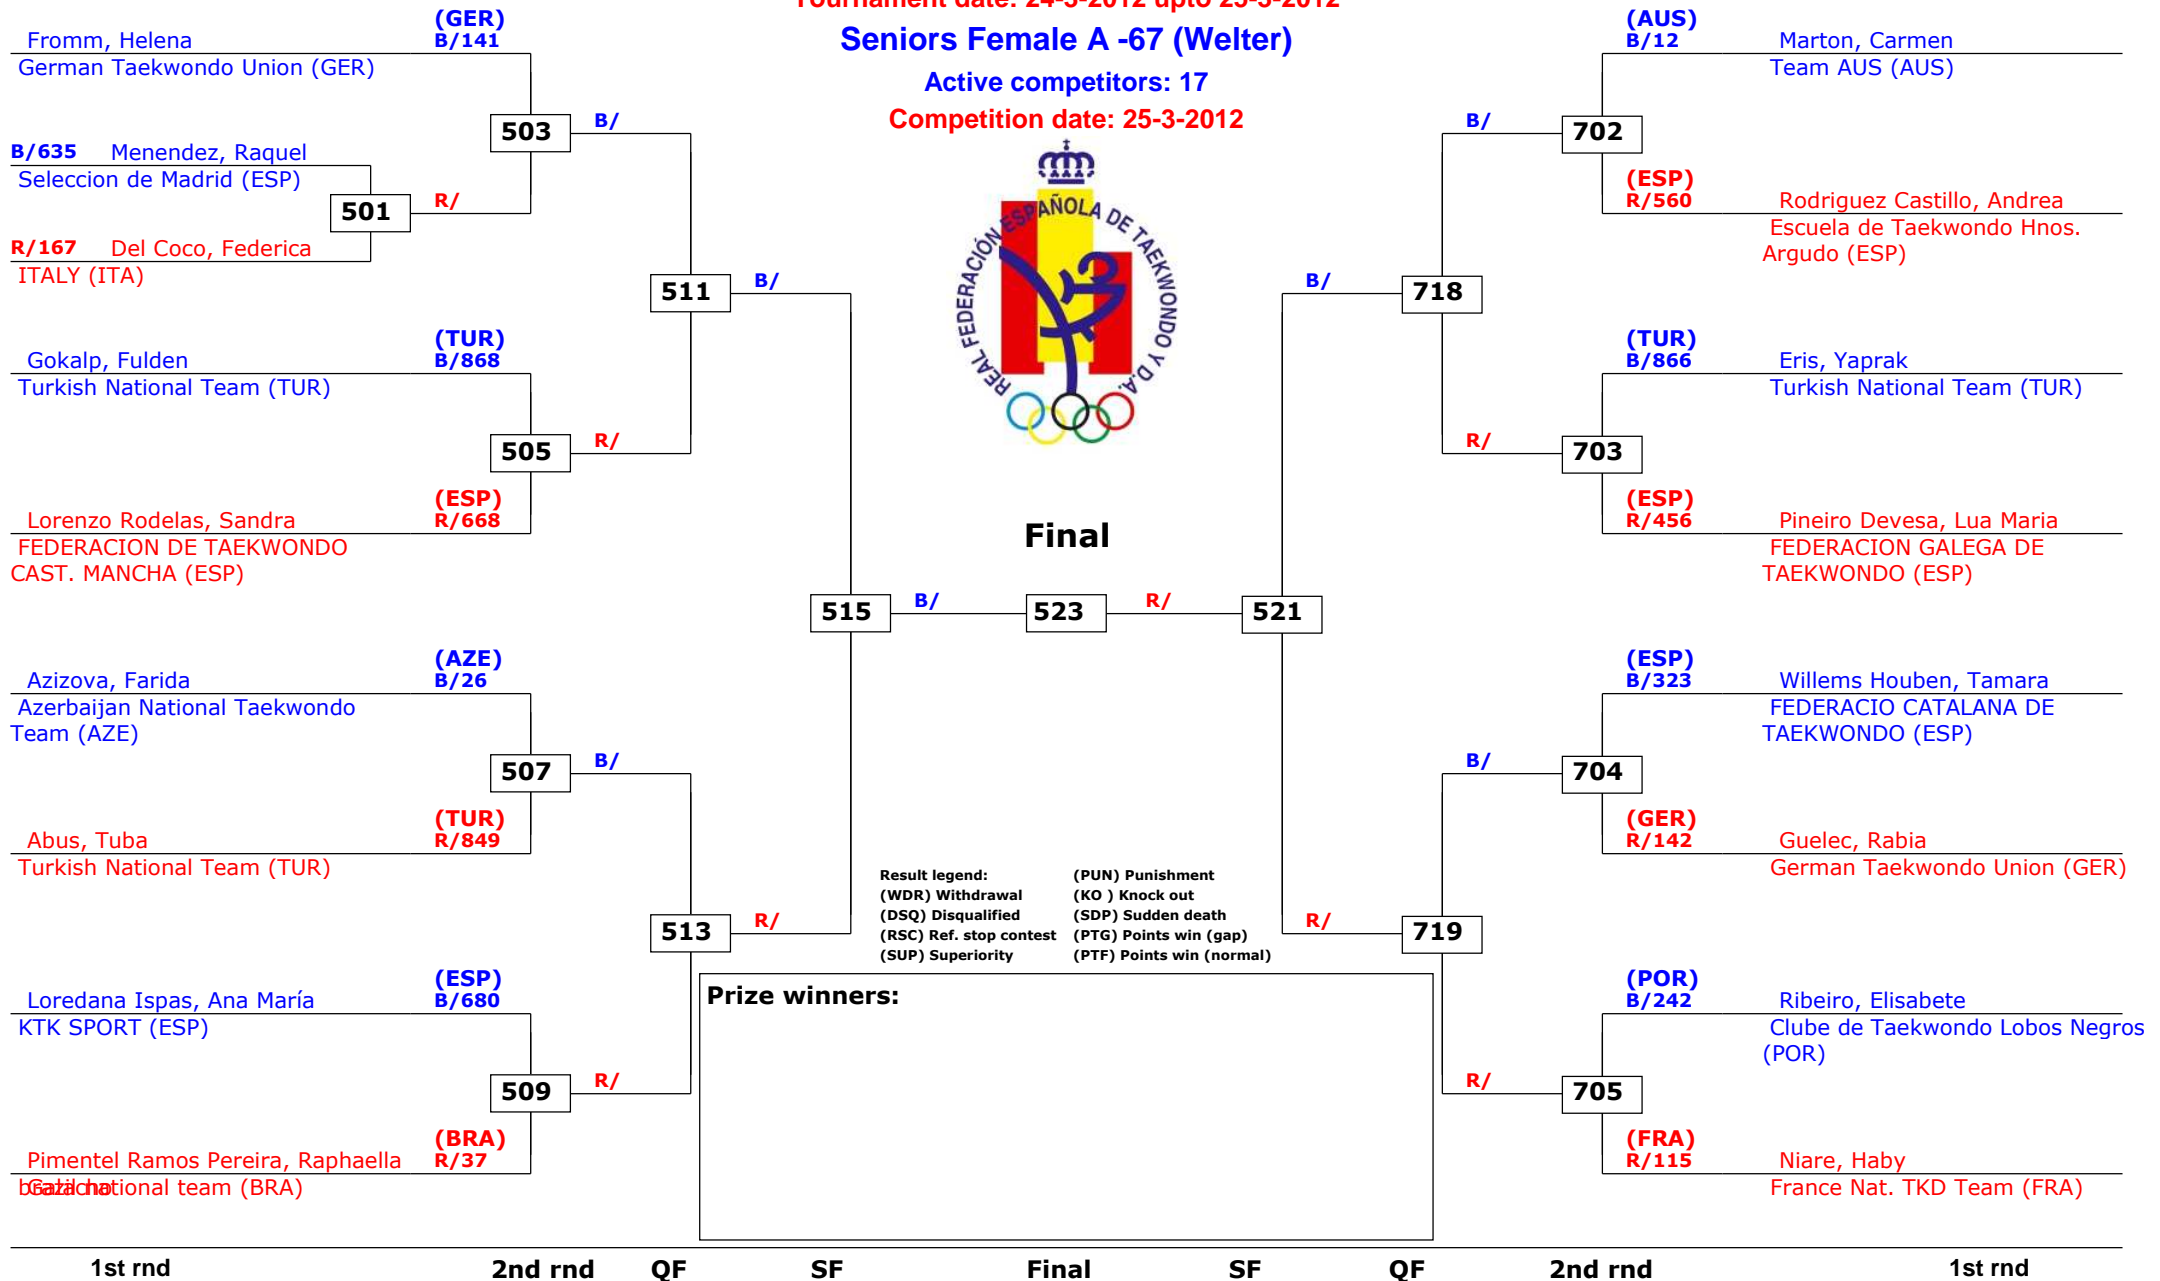 Tournament date: 24-3-2012 upto 25-3-2012
Seniors Female A -67 (Welter)
Active competitors: 17
Competition date: 25-3-2012
(GER)
Fromm, Helena B/141
German Taekwondo Union (GER)
503
B/
B/635 Menendez, Raquel
Seleccion de Madrid (ESP)
501
R/
R/167 Del Coco, Federica
ITALY (ITA)
511
B/
(TUR)
Gokalp, Fulden B/868
Turkish National Team (TUR)
505
R/
(ESP)
Lorenzo Rodelas, Sandra R/668
FEDERACION DE TAEKWONDO
CAST. MANCHA (ESP)
515
B/
(AZE)
Azizova, Farida B/26
Azerbaijan National Taekwondo
Team (AZE)
507
B/
(TUR)
Abus, Tuba R/849
Turkish National Team (TUR)
513
R/
(ESP)
Loredana Ispas, Ana María B/680
KTK SPORT (ESP)
509
R/
(BRA)
Pimentel Ramos Pereira, Raphaella R/37
national team (BRA)
REAL FEDERACIÓN ESPAÑOLA DE TAEKWONDO Y D.A.
Final
523
R/
521
(AUS)
B/12 Marton, Carmen
Team AUS (AUS)
B/
702
(ESP)
R/560 Rodriguez Castillo, Andrea
Escuela de Taekwondo Hnos.
Argudo (ESP)
B/
718
(TUR)
B/866 Eris, Yaprak
Turkish National Team (TUR)
R/
703
(ESP)
R/456 Pineiro Devesa, Lua Maria
FEDERACION GALEGA DE
TAEKWONDO (ESP)
(ESP)
B/323 Willems Houben, Tamara
FEDERACIO CATALANA DE
TAEKWONDO (ESP)
B/
704
(GER)
R/142 Guelec, Rabia
German Taekwondo Union (GER)
R/
719
(POR)
B/242 Ribeiro, Elisabete
Clube de Taekwondo Lobos Negros
(POR)
R/
705
(FRA)
R/115 Niare, Haby
France Nat. TKD Team (FRA)
Result legend: (PUN) Punishment
(WDR) Withdrawal (KO ) Knock out
(DSQ) Disqualified (SDP) Sudden death
(RSC) Ref. stop contest (PTG) Points win (gap)
(SUP) Superiority (PTF) Points win (normal)
Prize winners:
1st rnd 2nd rnd QF SF Final SF QF 2nd rnd 1st rnd